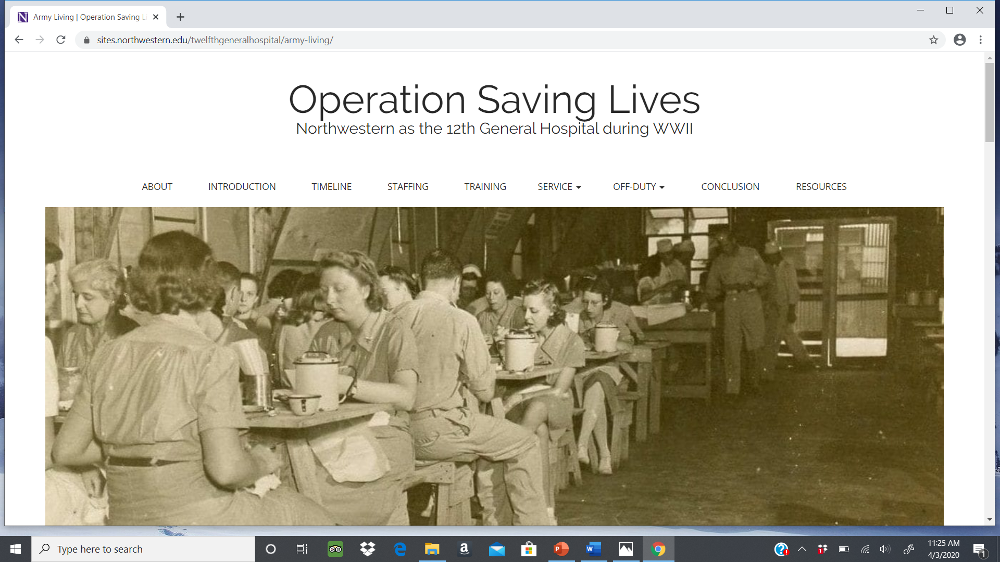 Army Living | Operation Saving Li
sites.northwestern.edu/twelfthgeneralhospital/army-living/
Operation Saving Lives
Northwestern as the 12th General Hospital during WWII
ABOUT INTRODUCTION TIMELINE STAFFING TRAINING SERVICE OFF-DUTY CONCLUSION RESOURCES
Type here to search
11:25 AM
4/3/2020
1